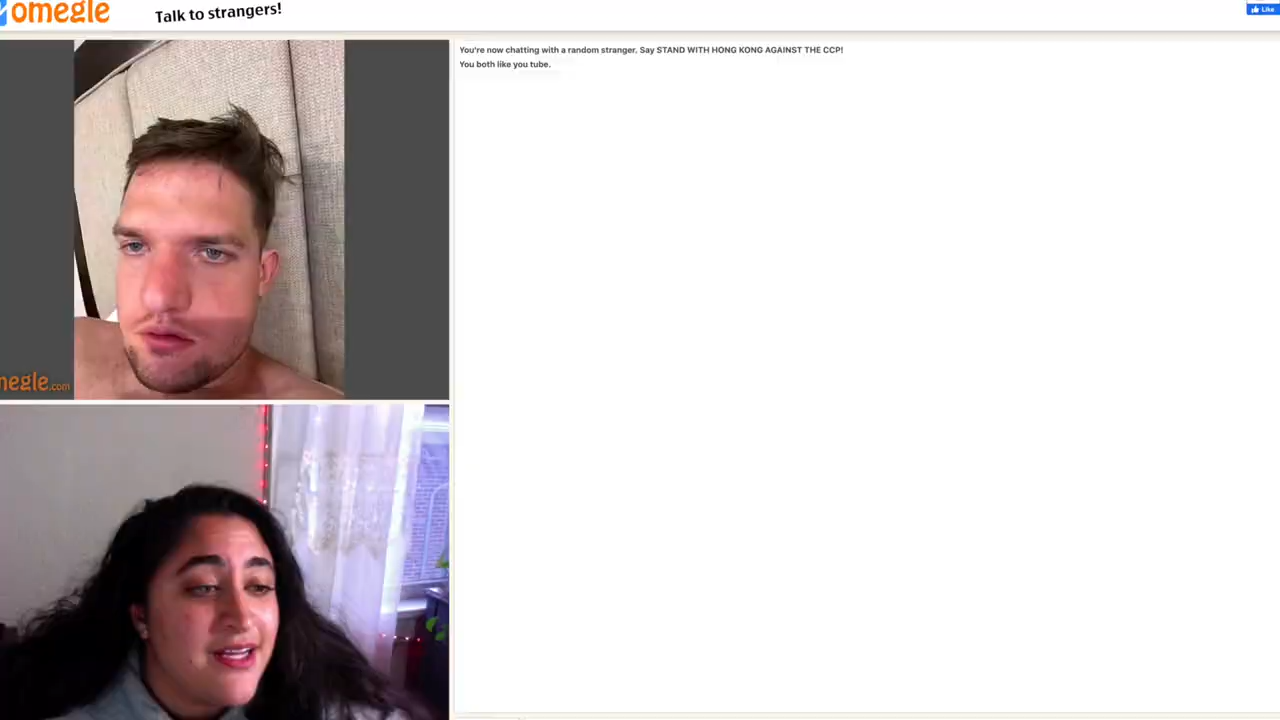 omegle
Talk to strangers!
Like
You're now chatting with a random stranger. Say STAND WITH HONG KONG AGAINST THE CCP!
You both like you tube.
megle.com